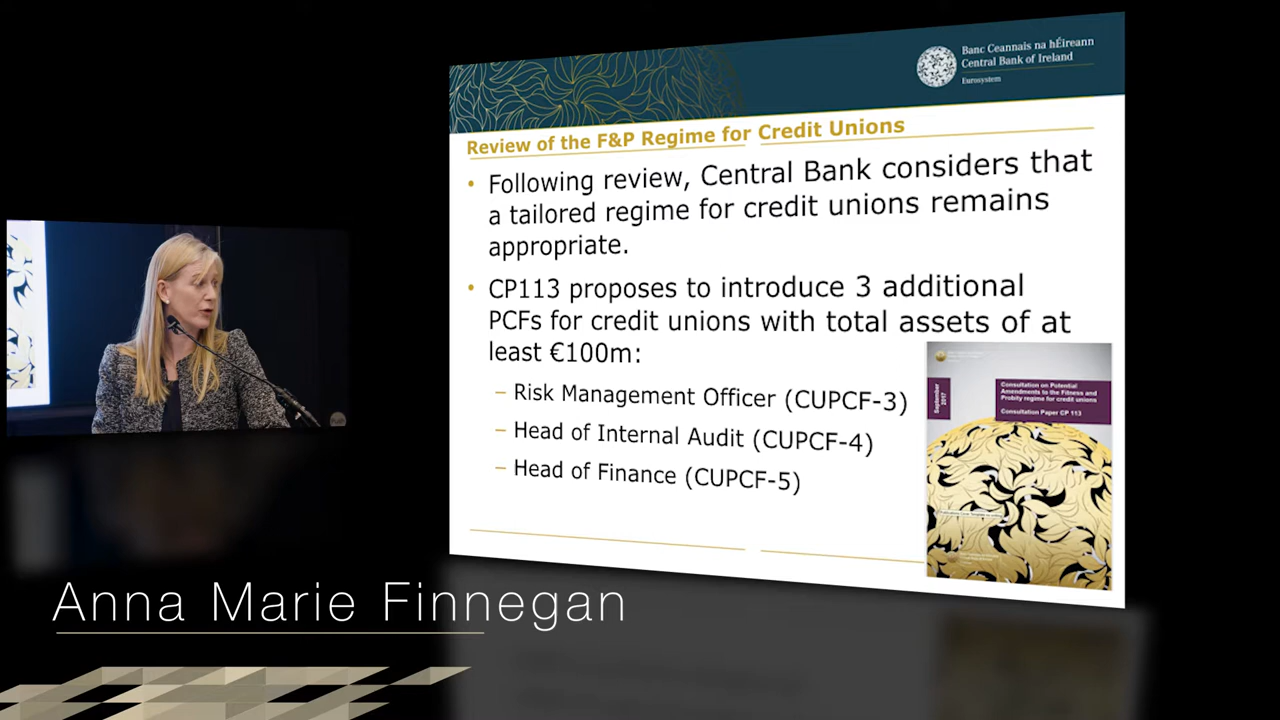 Banc Ceannais na hÉireann
Central Bank of Ireland
Eurosystem
Review of the F&P Regime for Credit Unions
• Following review, Central Bank considers that
a tailored regime for credit unions remains
appropriate.
• CP113 proposes to introduce 3 additional
PCFs for credit unions with total assets of at
least €100m:
– Risk Management Officer (CUPCF-3)
– Head of Internal Audit (CUPCF-4)
– Head of Finance (CUPCF-5)
September
2017
Consultation on Potential
Amendments to the Fitness and
Probity regime for credit unions
Consultation Paper CP 113
Anna Marie Finnegan